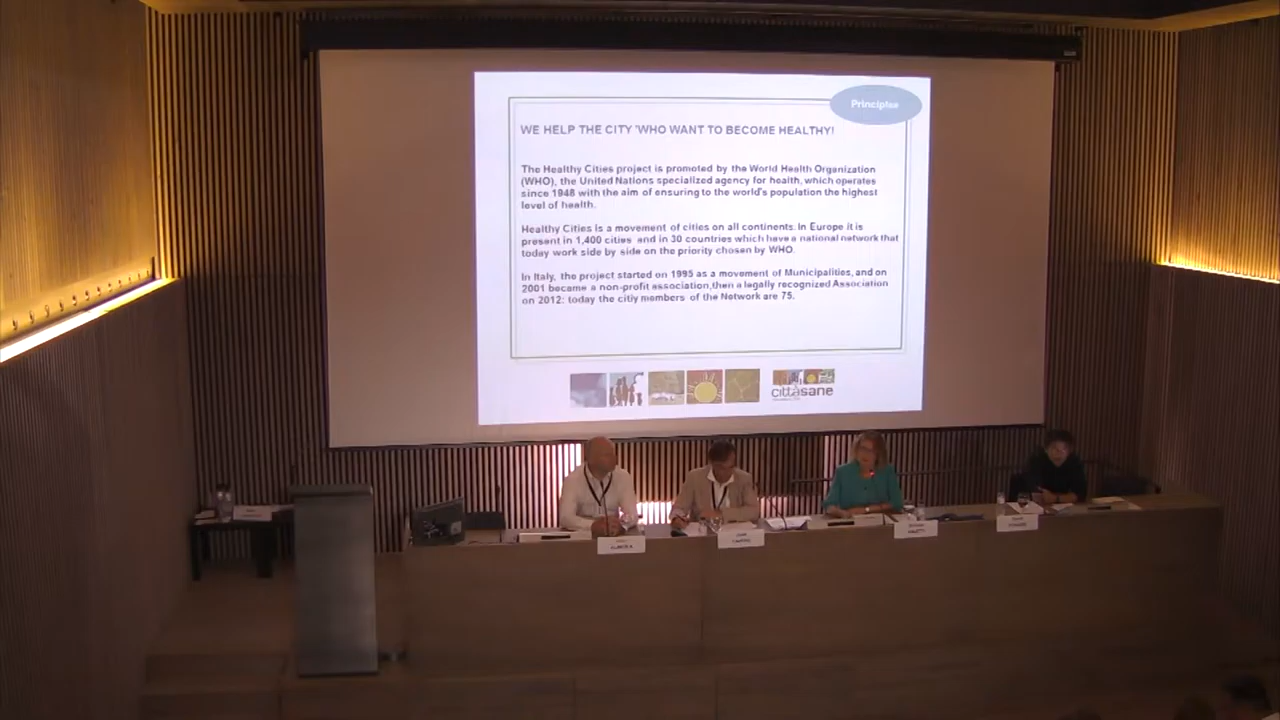 Principles
WE HELP THE CITY 'WHO WANT TO BECOME HEALTHY!
The Healthy Cities project is promoted by the World Health Organization
(WHO), the United Nations specialized agency for health, which operates
since 1948 with the aim of ensuring to the world's population the highest
level of health.
Healthy Cities is a movement of cities on all continents. In Europe it is
present in 1,400 cities and in 30 countries which have a national network that
today work side by side on the priority chosen by WHO.
In Italy, the project started on 1995 as a movement of Municipalities, and on
2001 became a non-profit association,then a legally recognized Association
on 2012: today the citiy members of the Network are 75.
cittàsane